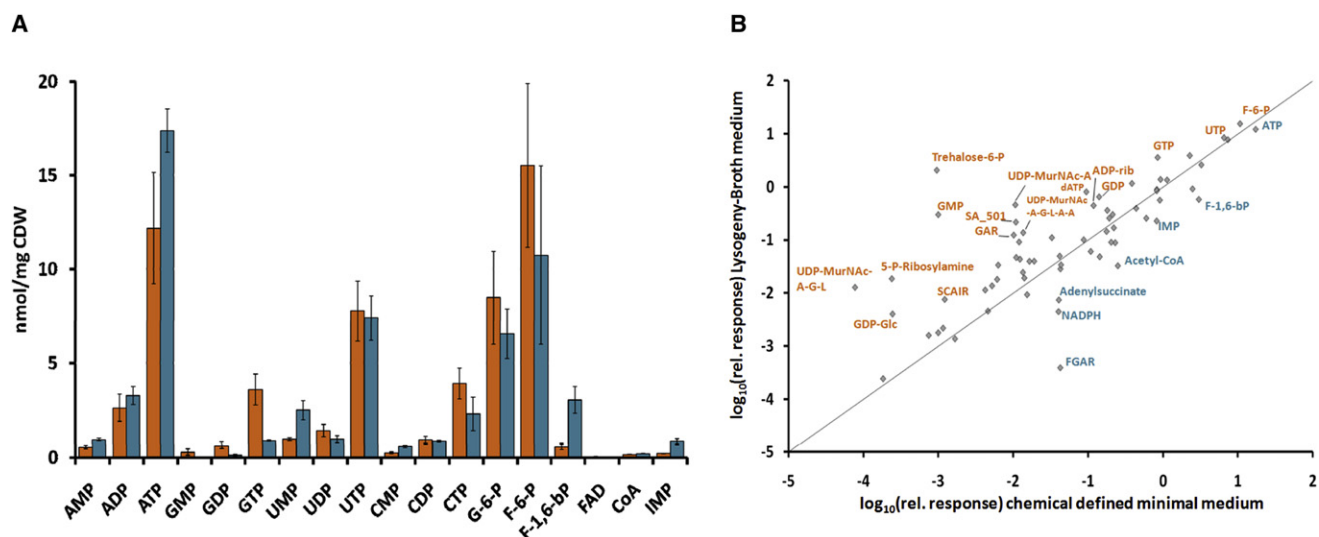 A
nmol/mg CDW
20
15
10
5
0
AMP
ADP
ATP
GMP
GDP
GTP
UMP
UDP
UTP
CMP
CDP
CTP
G-6-P
F-6-P
F-1,6-bP
FAD
CoA
IMP
B
log10(rel. response) Lysogeny-Broth medium
2
1
0
-1
-2
-3
-4
-5
F-6-P
UTP
ATP
GTP
Trehalose-6-P
UDP-MurNAc-A
ADP-rib
dATP
GDP
GMP
UDP-MurNAc
-A-G-L-A-A
F-1,6-bP
SA_501
IMP
GAR
Acetyl-CoA
UDP-MurNAc-
A-G-L
5-P-Ribosylamine
SCAIR
Adenylsuccinate
GDP-Glc
NADPH
FGAR
-5
-4
-3
-2
-1
0
1
2
log10(rel. response) chemical defined minimal medium